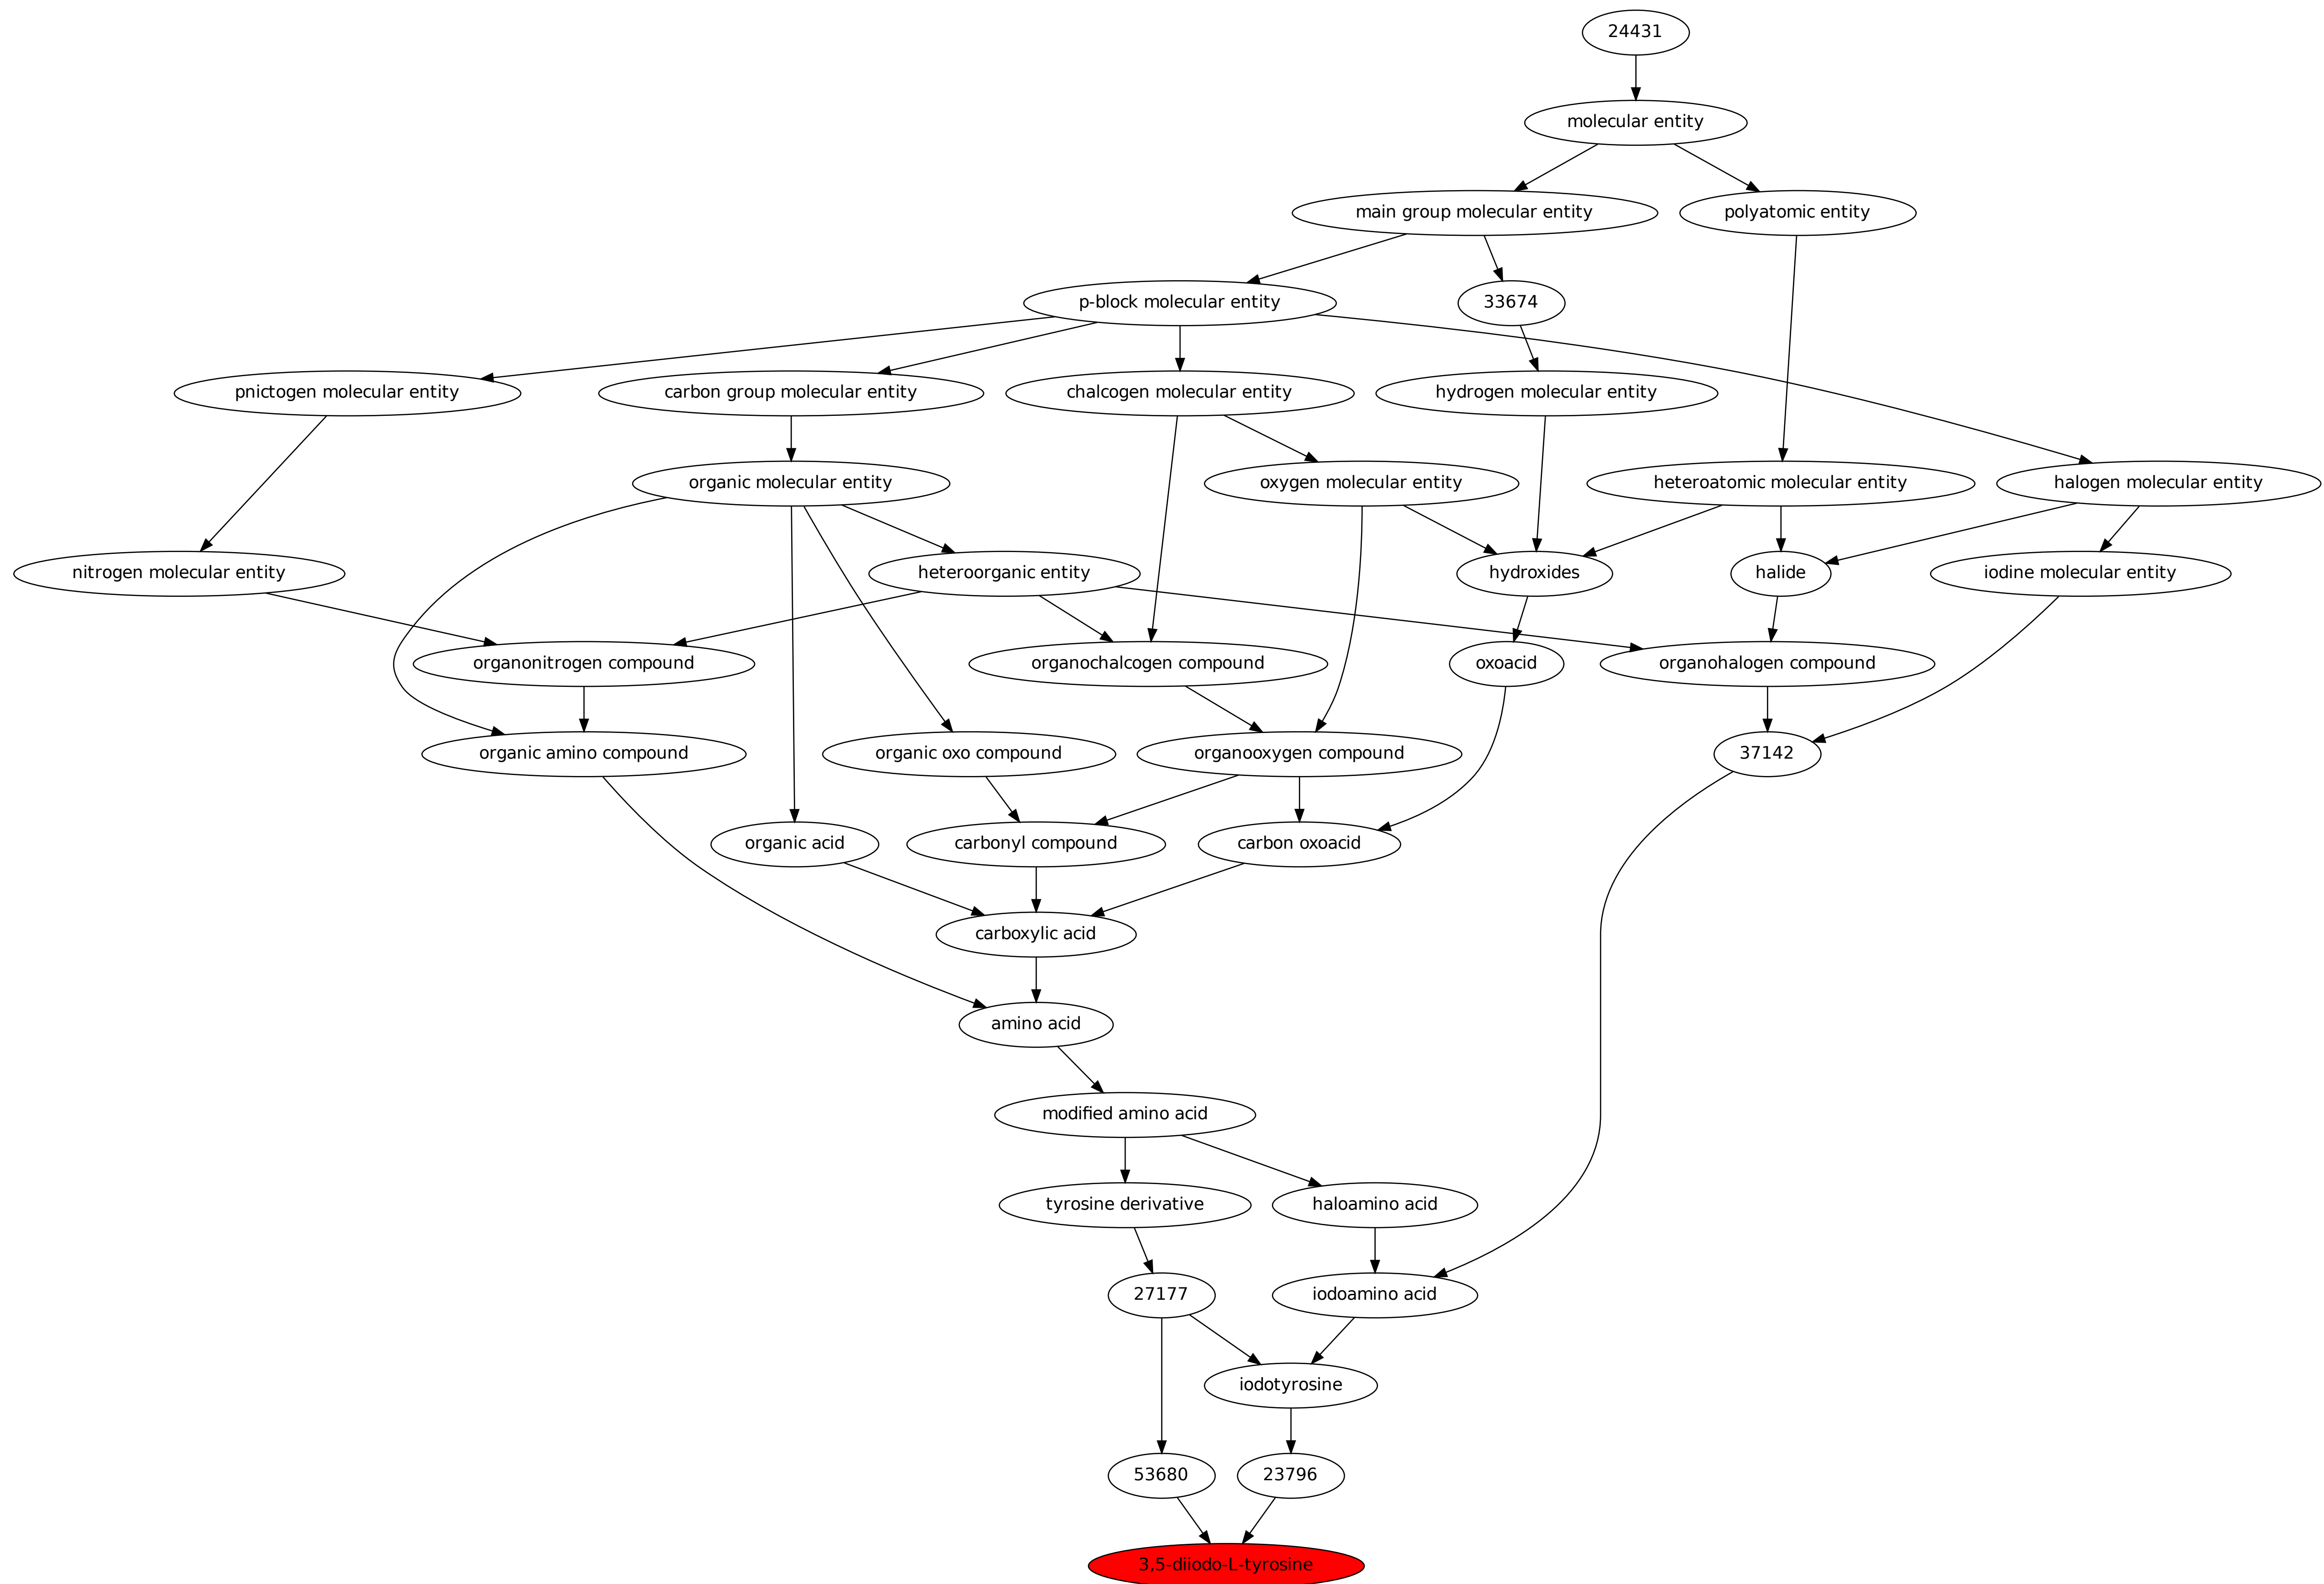 24431
molecular entity
main group molecular entity
polyatomic entity
p-block molecular entity
33674
pnictogen molecular entity
carbon group molecular entity
chalcogen molecular entity
hydrogen molecular entity
organic molecular entity
oxygen molecular entity
heteroatomic molecular entity
halogen molecular entity
nitrogen molecular entity
heteroorganic entity
hydroxides
halide
iodine molecular entity
organonitrogen compound
organochalcogen compound
oxoacid
organohalogen compound
organic amino compound
organic oxo compound
organooxygen compound
37142
organic acid
carbonyl compound
carbon oxoacid
carboxylic acid
amino acid
modified amino acid
tyrosine derivative
haloamino acid
27177
iodoamino acid
iodotyrosine
53680
23796
3,5-diiodo-L-tyrosine